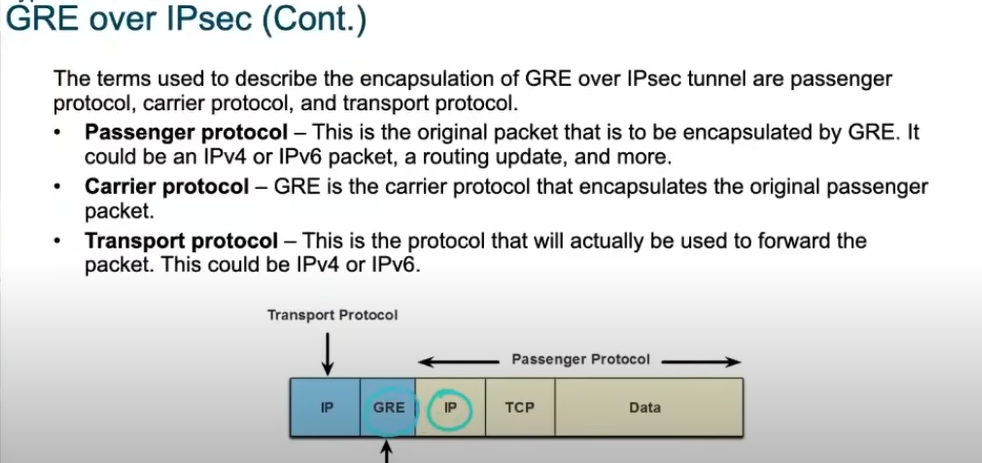 GRE over IPsec (Cont.)
The terms used to describe the encapsulation of GRE over IPsec tunnel are passenger
protocol, carrier protocol, and transport protocol.
• Passenger protocol – This is the original packet that is to be encapsulated by GRE. It
could be an IPv4 or IPv6 packet, a routing update, and more.
• Carrier protocol – GRE is the carrier protocol that encapsulates the original passenger
packet.
• Transport protocol – This is the protocol that will actually be used to forward the
packet. This could be IPv4 or IPv6.
Transport Protocol
Passenger Protocol
IP GRE IP TCP Data